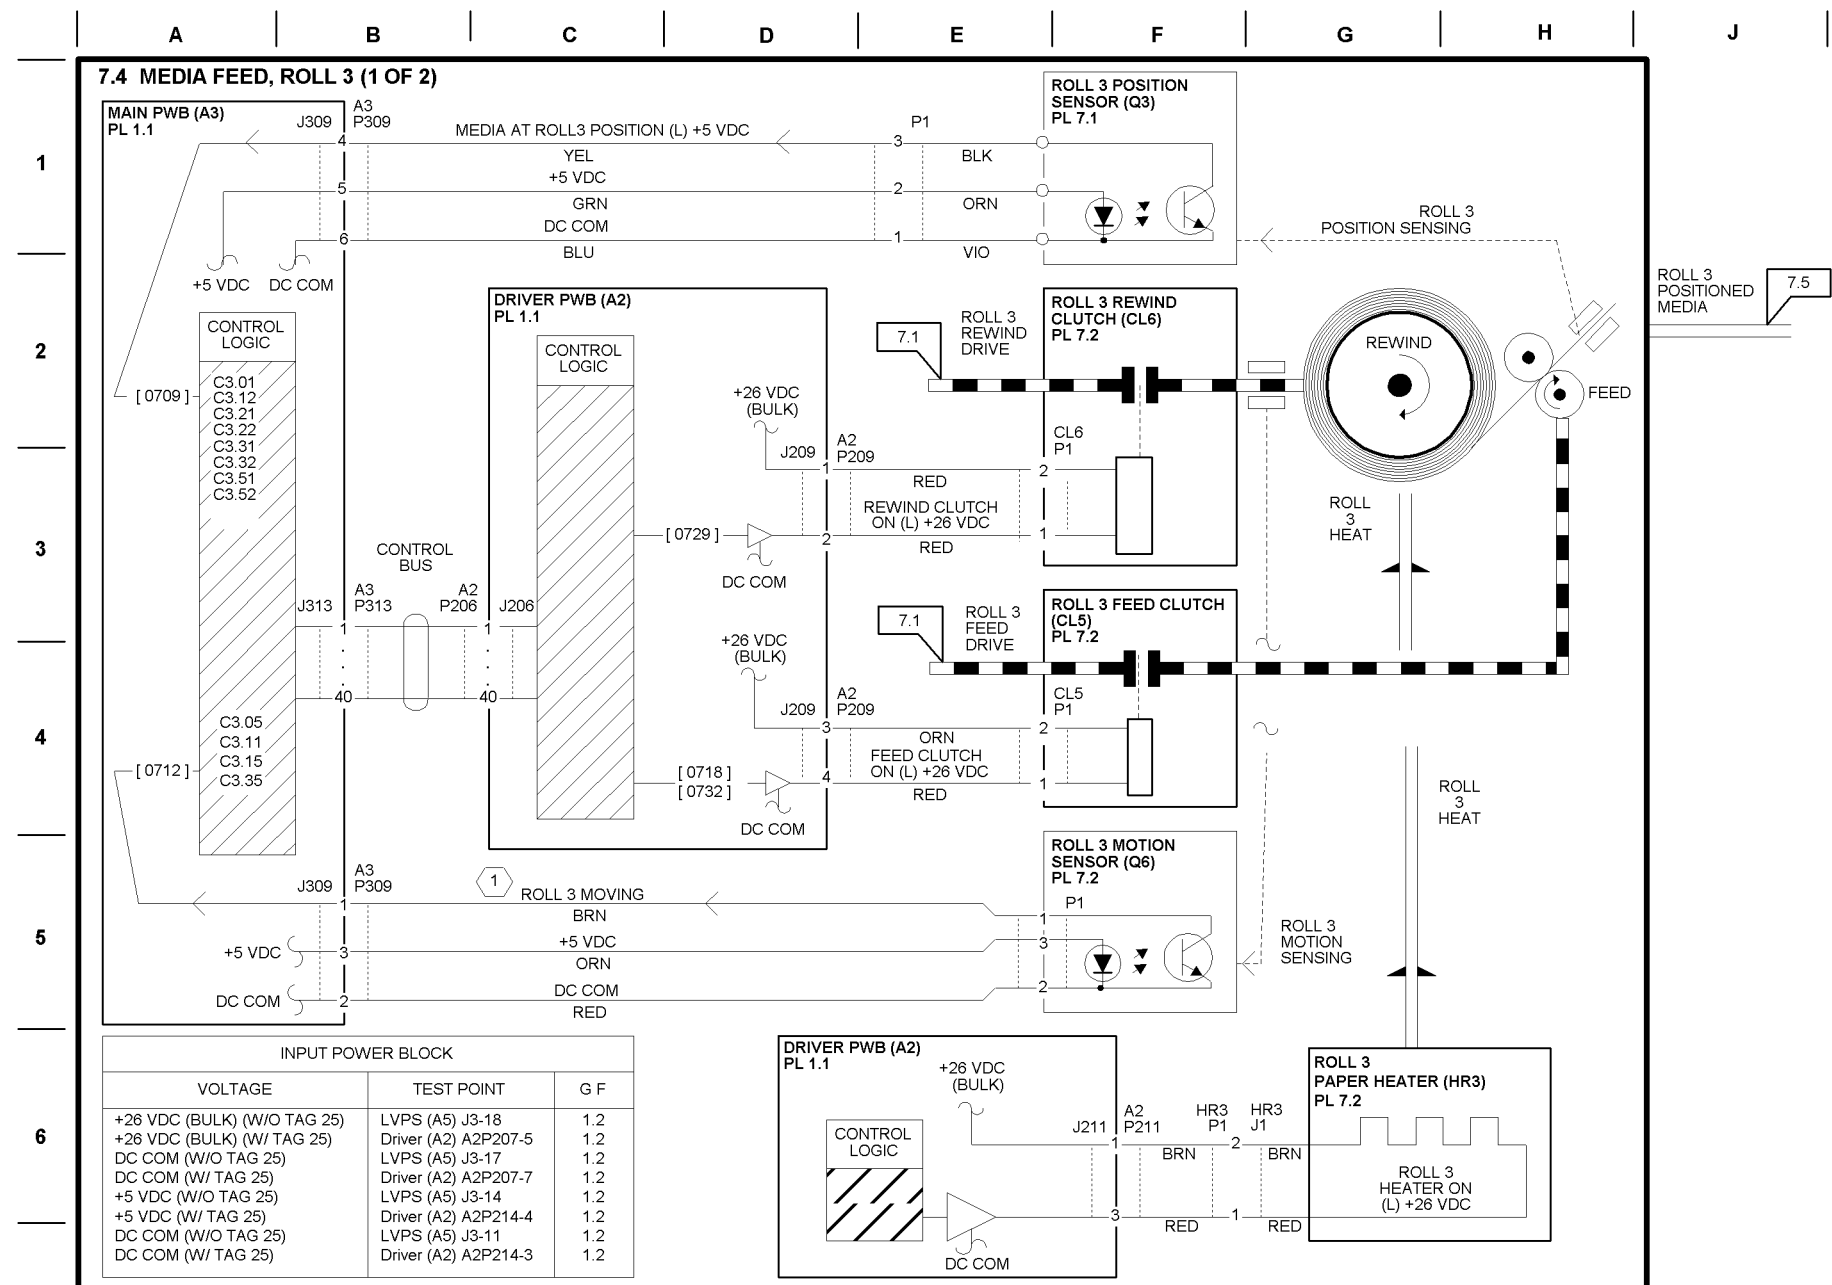 A B C D E F G H J
1
2
3
4
5
6
7.4 MEDIA FEED, ROLL 3 (1 OF 2)
MAIN PWB (A3)
PL 1.1
J309
A3
P309
4
MEDIA AT ROLL3 POSITION (L) +5 VDC
YEL
P1
3
BLK
5
+5 VDC
GRN
2
ORN
6
DC COM
BLU
1
VIO
ROLL 3 POSITION
SENSOR (Q3)
PL 7.1
ROLL 3
POSITION SENSING
+5 VDC
DC COM
CONTROL
LOGIC
[ 0709 ]
C3.01
C3.12
C3.21
C3.22
C3.31
C3.32
C3.51
C3.52
DRIVER PWB (A2)
PL 1.1
CONTROL
LOGIC
7.1
ROLL 3
REWIND
DRIVE
ROLL 3 REWIND
CLUTCH (CL6)
PL 7.2
REWIND
FEED
ROLL 3
POSITIONED
MEDIA
7.5
+26 VDC
(BULK)
J209
A2
P209
1
RED
REWIND CLUTCH
ON (L) +26 VDC
CL6
P1
2
[ 0729 ]
2
RED
1
DC COM
ROLL
3
HEAT
CONTROL
BUS
J313
A3
P313
A2
P206
J206
1
1
40
40
7.1
ROLL 3
FEED
DRIVE
ROLL 3 FEED CLUTCH
(CL5)
PL 7.2
+26 VDC
(BULK)
J209
A2
P209
3
ORN
FEED CLUTCH
ON (L) +26 VDC
CL5
P1
2
[ 0718 ]
[ 0732 ]
4
RED
1
DC COM
C3.05
C3.11
C3.15
C3.35
[ 0712 ]
ROLL
3
HEAT
J309
A3
P309
1
1
ROLL 3 MOVING
BRN
ROLL 3 MOTION
SENSOR (Q6)
PL 7.2
P1
1
+5 VDC
3
+5 VDC
ORN
3
DC COM
2
DC COM
RED
2
ROLL 3
MOTION
SENSING
INPUT POWER BLOCK
VOLTAGE TEST POINT G F
+26 VDC (BULK) (W/O TAG 25) LVPS (A5) J3-18 1.2
+26 VDC (BULK) (W/ TAG 25) Driver (A2) A2P207-5 1.2
DC COM (W/O TAG 25) LVPS (A5) J3-17 1.2
DC COM (W/ TAG 25) Driver (A2) A2P207-7 1.2
+5 VDC (W/O TAG 25) LVPS (A5) J3-14 1.2
+5 VDC (W/ TAG 25) Driver (A2) A2P214-4 1.2
DC COM (W/O TAG 25) LVPS (A5) J3-11 1.2
DC COM (W/ TAG 25) Driver (A2) A2P214-3 1.2
DRIVER PWB (A2)
PL 1.1
+26 VDC
(BULK)
CONTROL
LOGIC
J211
A2
P211
HR3
P1
HR3
J1
1
BRN
2
BRN
3
RED
1
RED
DC COM
ROLL 3
PAPER HEATER (HR3)
PL 7.2
ROLL 3
HEATER ON
(L) +26 VDC